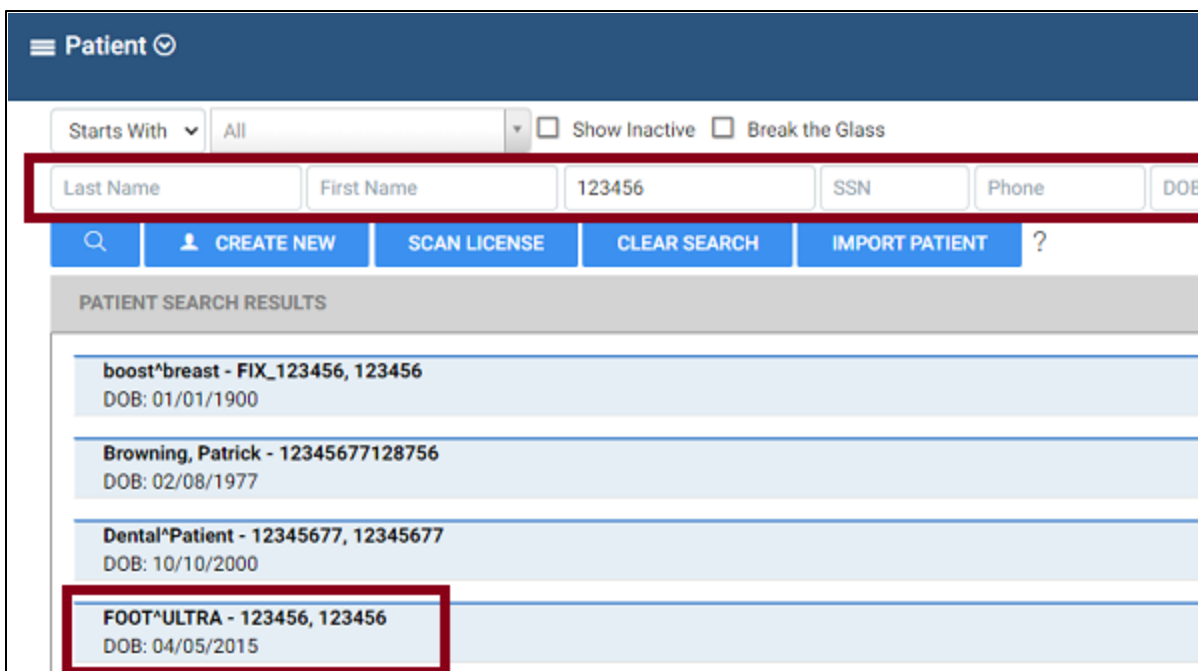 Patient
Starts With All Show Inactive Break the Glass
Last Name First Name 123456 SSN Phone DOB
CREATE NEW SCAN LICENSE CLEAR SEARCH IMPORT PATIENT ?
PATIENT SEARCH RESULTS
boost^breast - FIX_123456, 123456
DOB: 01/01/1900
Browning, Patrick - 12345677128756
DOB: 02/08/1977
Dental^Patient - 12345677, 12345677
DOB: 10/10/2000
FOOT^ULTRA - 123456, 123456
DOB: 04/05/2015